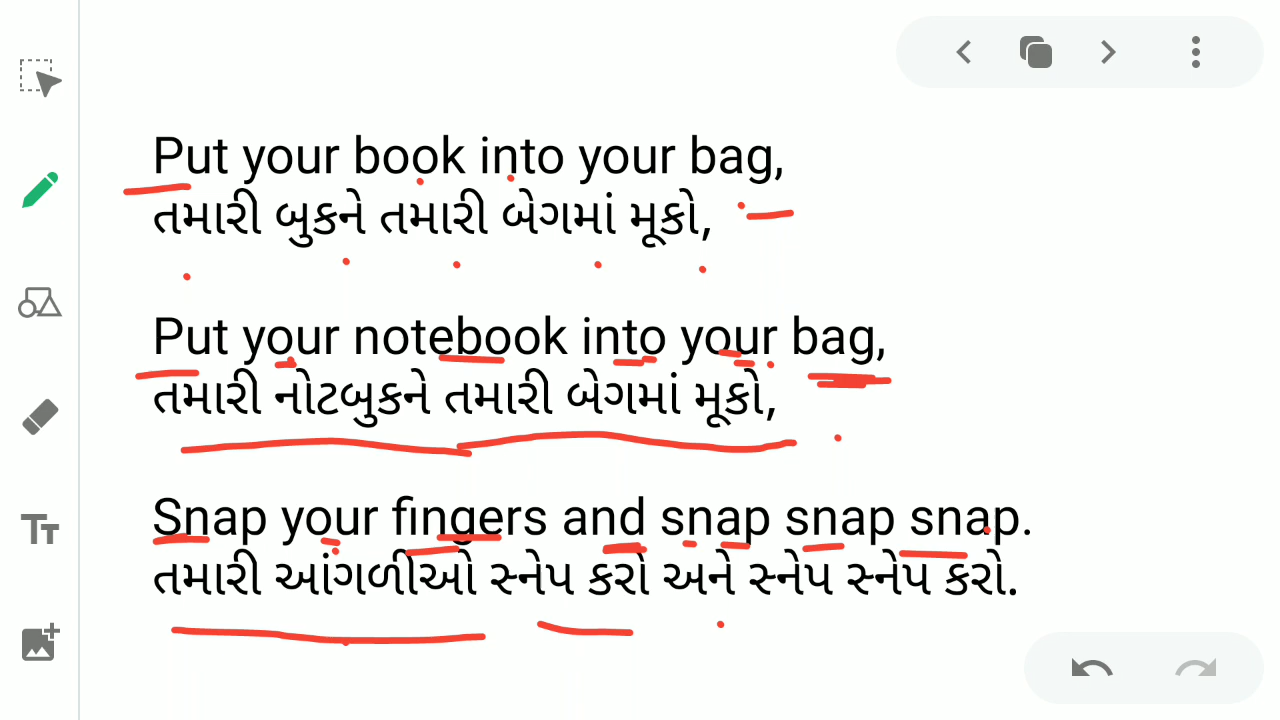 Put your book into your bag,
તમારી બુકને તમારી બેગમાં મૂકો,
Put your notebook into your bag,
તમારી નોટબુકને તમારી બેગમાં મૂકો,
Snap your fingers and snap snap snap.
તમારી આંગળીઓ સ્નેપ કરો અને સ્નેપ સ્નેપ કરો.